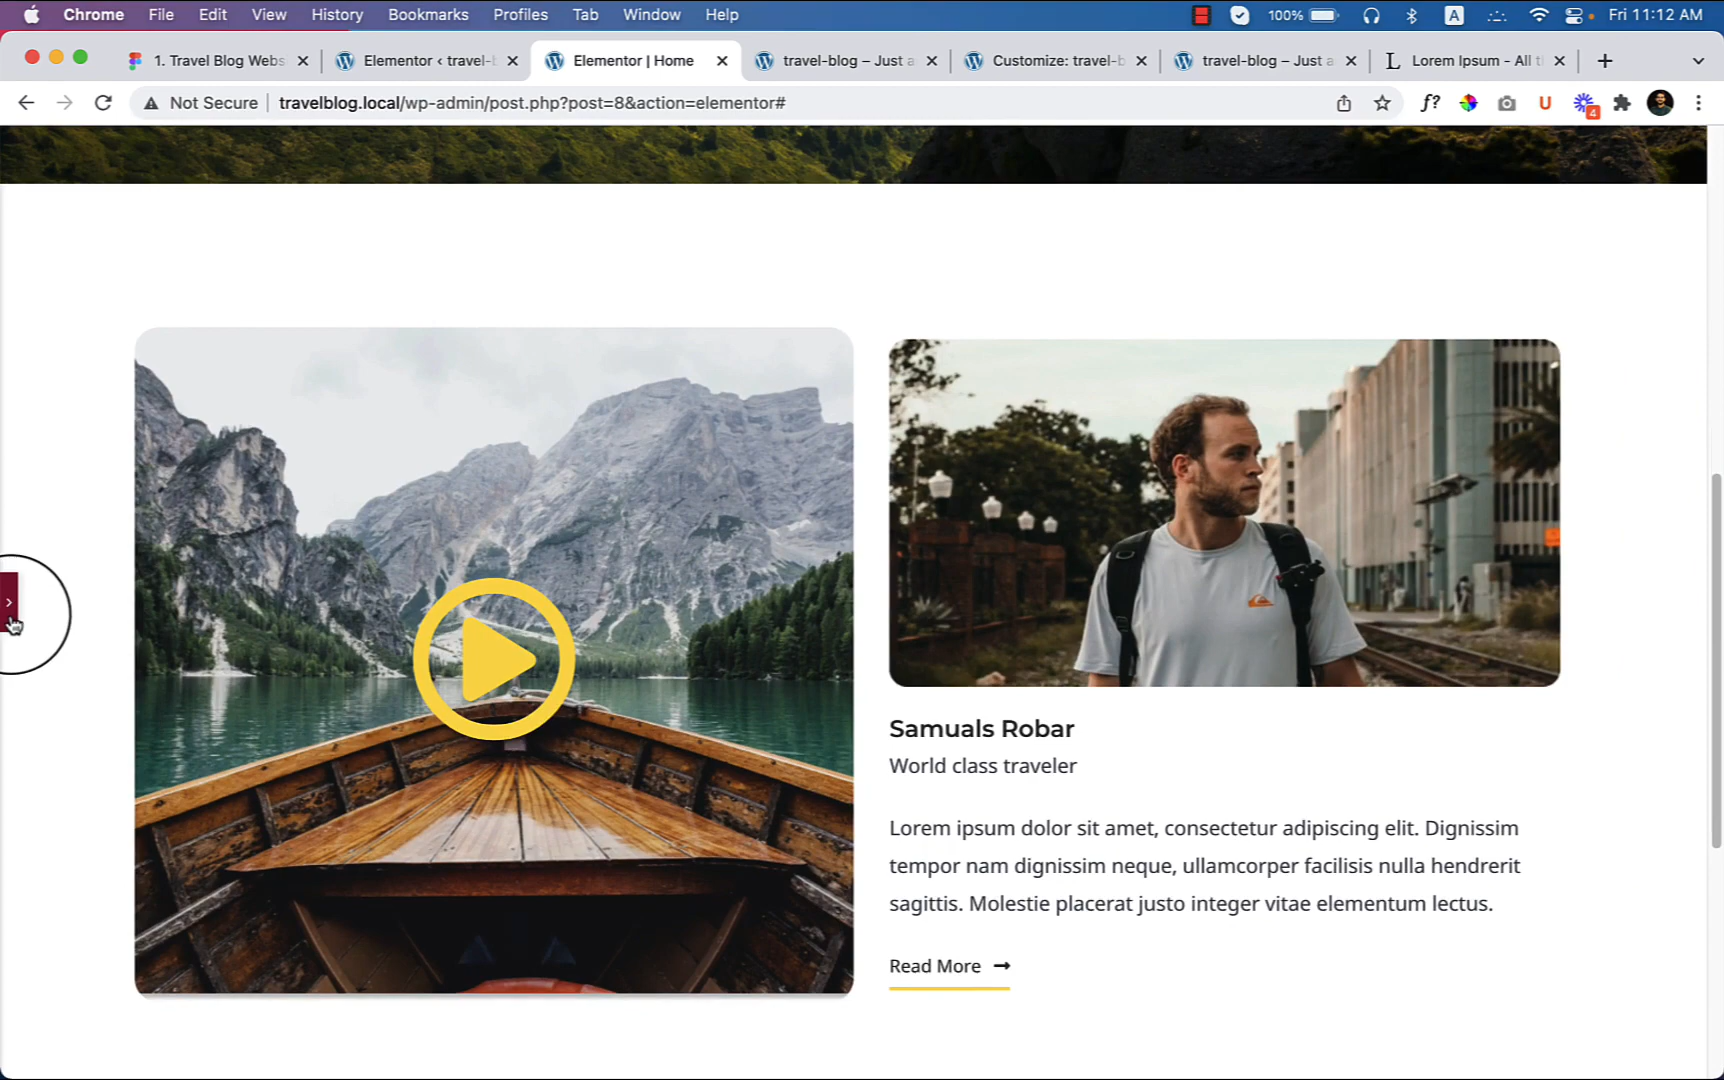 Chrome File Edit View History Bookmarks Profiles Tab Window Help 100% A Fri 11:12 AM
1. Travel Blog Webs Elementor ‹ travel-b Elementor | Home travel-blog – Just a Customize: travel-b travel-blog – Just a L Lorem Ipsum - All t
Not Secure travelblog.local/wp-admin/post.php?post=8&action=elementor# f? U 4
Samuals Robar
World class traveler
Lorem ipsum dolor sit amet, consectetur adipiscing elit. Dignissim
tempor nam dignissim neque, ullamcorper facilisis nulla hendrerit
sagittis. Molestie placerat justo integer vitae elementum lectus.
Read More →